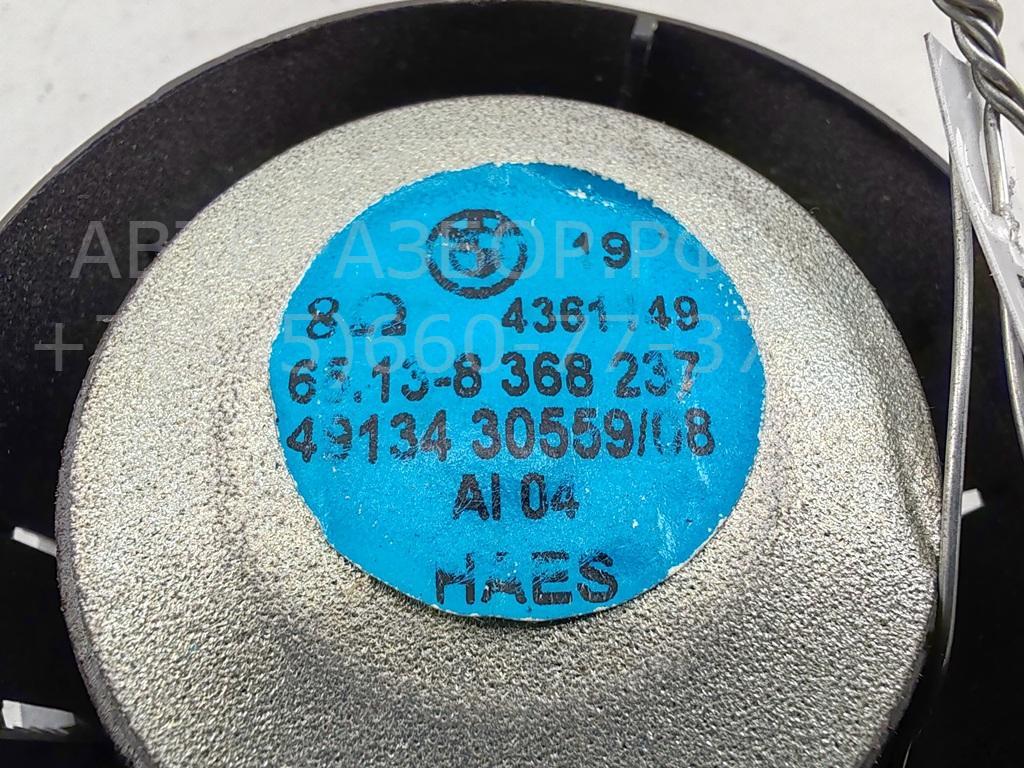 19
8Ω 4361149
65.13-8 368 237
49134 30559/08
AI 04
HAES